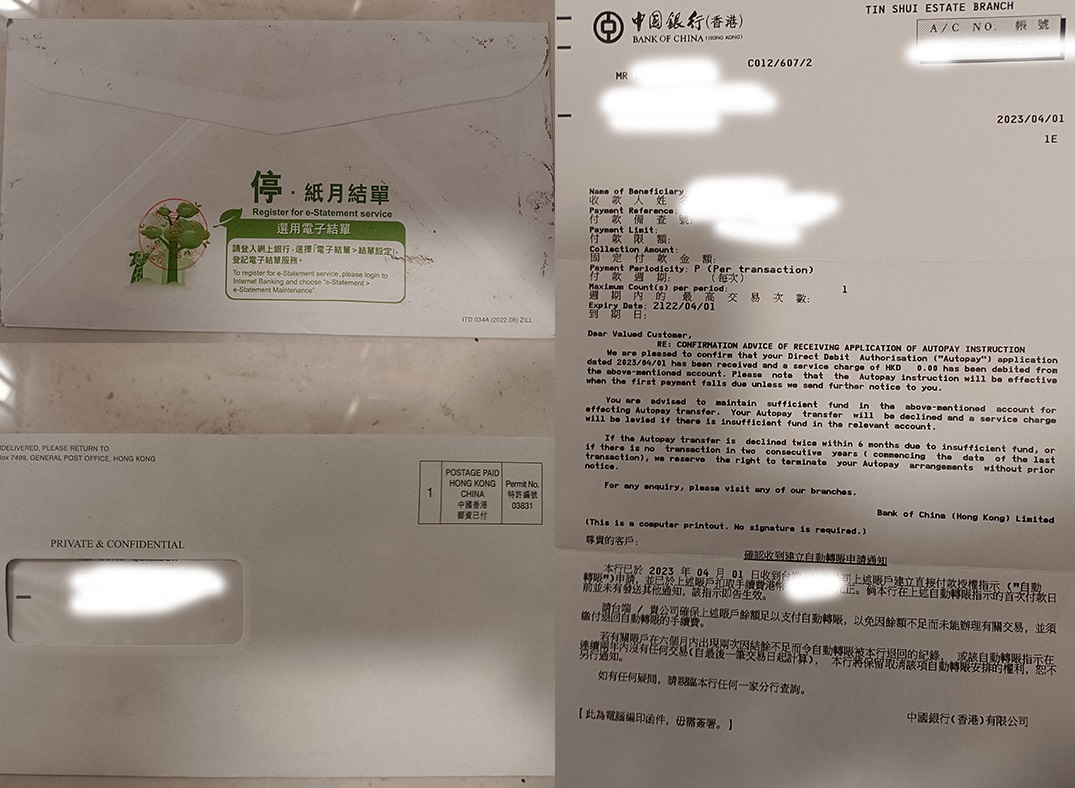 停‧紙月結單
Register for e-Statement service
選用電子結單
請登入網上銀行，選擇「電子結單 > 結單設定」，
登記電子結單服務。
To register for e-Statement service, please login to
Internet Banking and choose "e-Statement >
e-Statement Maintenance".
ITD 034A (2022.08) ZILL
DELIVERED, PLEASE RETURN TO
Box 7499, GENERAL POST OFFICE, HONG KONG
1
POSTAGE PAID
HONG KONG
CHINA
中國香港
郵資已付
Permit No.
特許編號
03831
PRIVATE & CONFIDENTIAL
中國銀行(香港)
BANK OF CHINA (HONG KONG)
TIN SHUI ESTATE BRANCH
A/C NO. 帳號
C012/607/2
MR
2023/04/01
1E
Name of Beneficiary:
收款人姓名
Payment Reference:
付款備查號
Payment Limit:
付款限額:
Collection Amount:
固定付款金額:
Payment Periodicity: P (Per transaction)
付款週期: (每次)
Maximum Count(s) per period: 1
週期內的最高交易次數:
Expiry Date: 2122/04/01
到期日:
Dear Valued Customer,
RE: CONFIRMATION ADVICE OF RECEIVING APPLICATION OF AUTOPAY INSTRUCTION
We are pleased to confirm that your Direct Debit Authorisation ("Autopay") application
dated 2023/04/01 has been received and a service charge of HKD 0.00 has been debited from
the above-mentioned account. Please note that the Autopay instruction will be effective
when the first payment falls due unless we send further notice to you.
You are advised to maintain sufficient fund in the above-mentioned account for
effecting Autopay transfer. Your Autopay transfer will be declined and a service charge
will be levied if there is insufficient fund in the relevant account.
If the Autopay transfer is declined twice within 6 months due to insufficient fund, or
if there is no transaction in two consecutive years ( commencing the date of the last
transaction), we reserve the right to terminate your Autopay arrangements without prior
notice.
For any enquiry, please visit any of our branches.
Bank of China (Hong Kong) Limited
(This is a computer printout. No signature is required.)
尊貴的客戶:
確認收到建立自動轉賬申請通知
本行已於 2023 年 04 月 01 日收到台 司上述賬戶建立直接付款授權指示 ("自動
轉賬")申請，並已於上述賬戶扣取手續費港幣 元正。倘本行在上述自動轉賬指示的首次付款日
前並未有發送其他通知，該指示即告生效。
請台端 / 貴公司確保上述賬戶餘額足以支付自動轉賬，以免因餘額不足而未能辦理有關交易，並須
繳付退回自動轉賬的手續費。
若有關賬戶在六個月內出現兩次因結餘不足而令自動轉賬被本行退回的紀錄， 或該自動轉賬指示在
連續兩年內沒有任何交易(自最後一筆交易日起計算)， 本行將保留取消該項自動轉賬安排的權利，恕不
另行通知。
如有任何疑問，請親臨本行任何一家分行查詢。
[此為電腦編印函件，毋需簽署。]
中國銀行(香港)有限公司